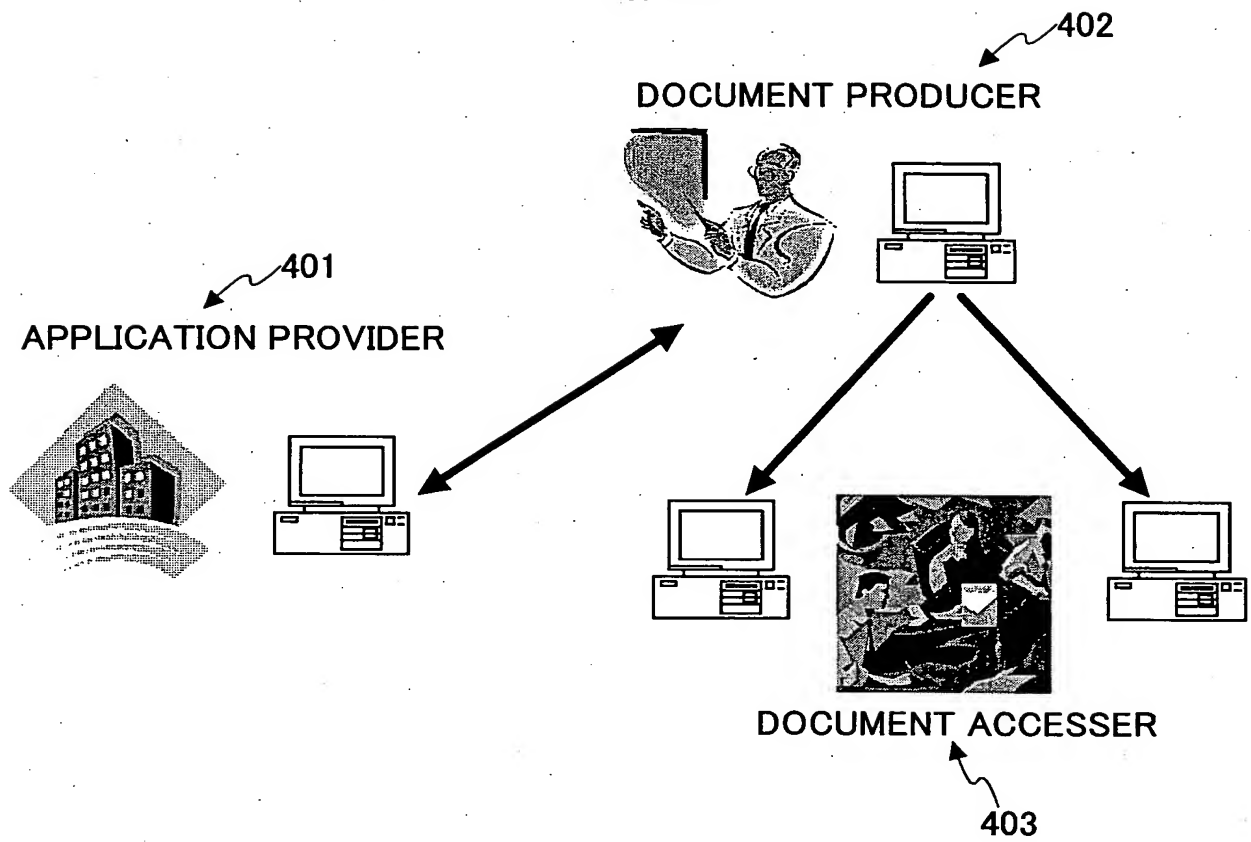 402
DOCUMENT PRODUCER
401
APPLICATION PROVIDER
DOCUMENT ACCESSER
403